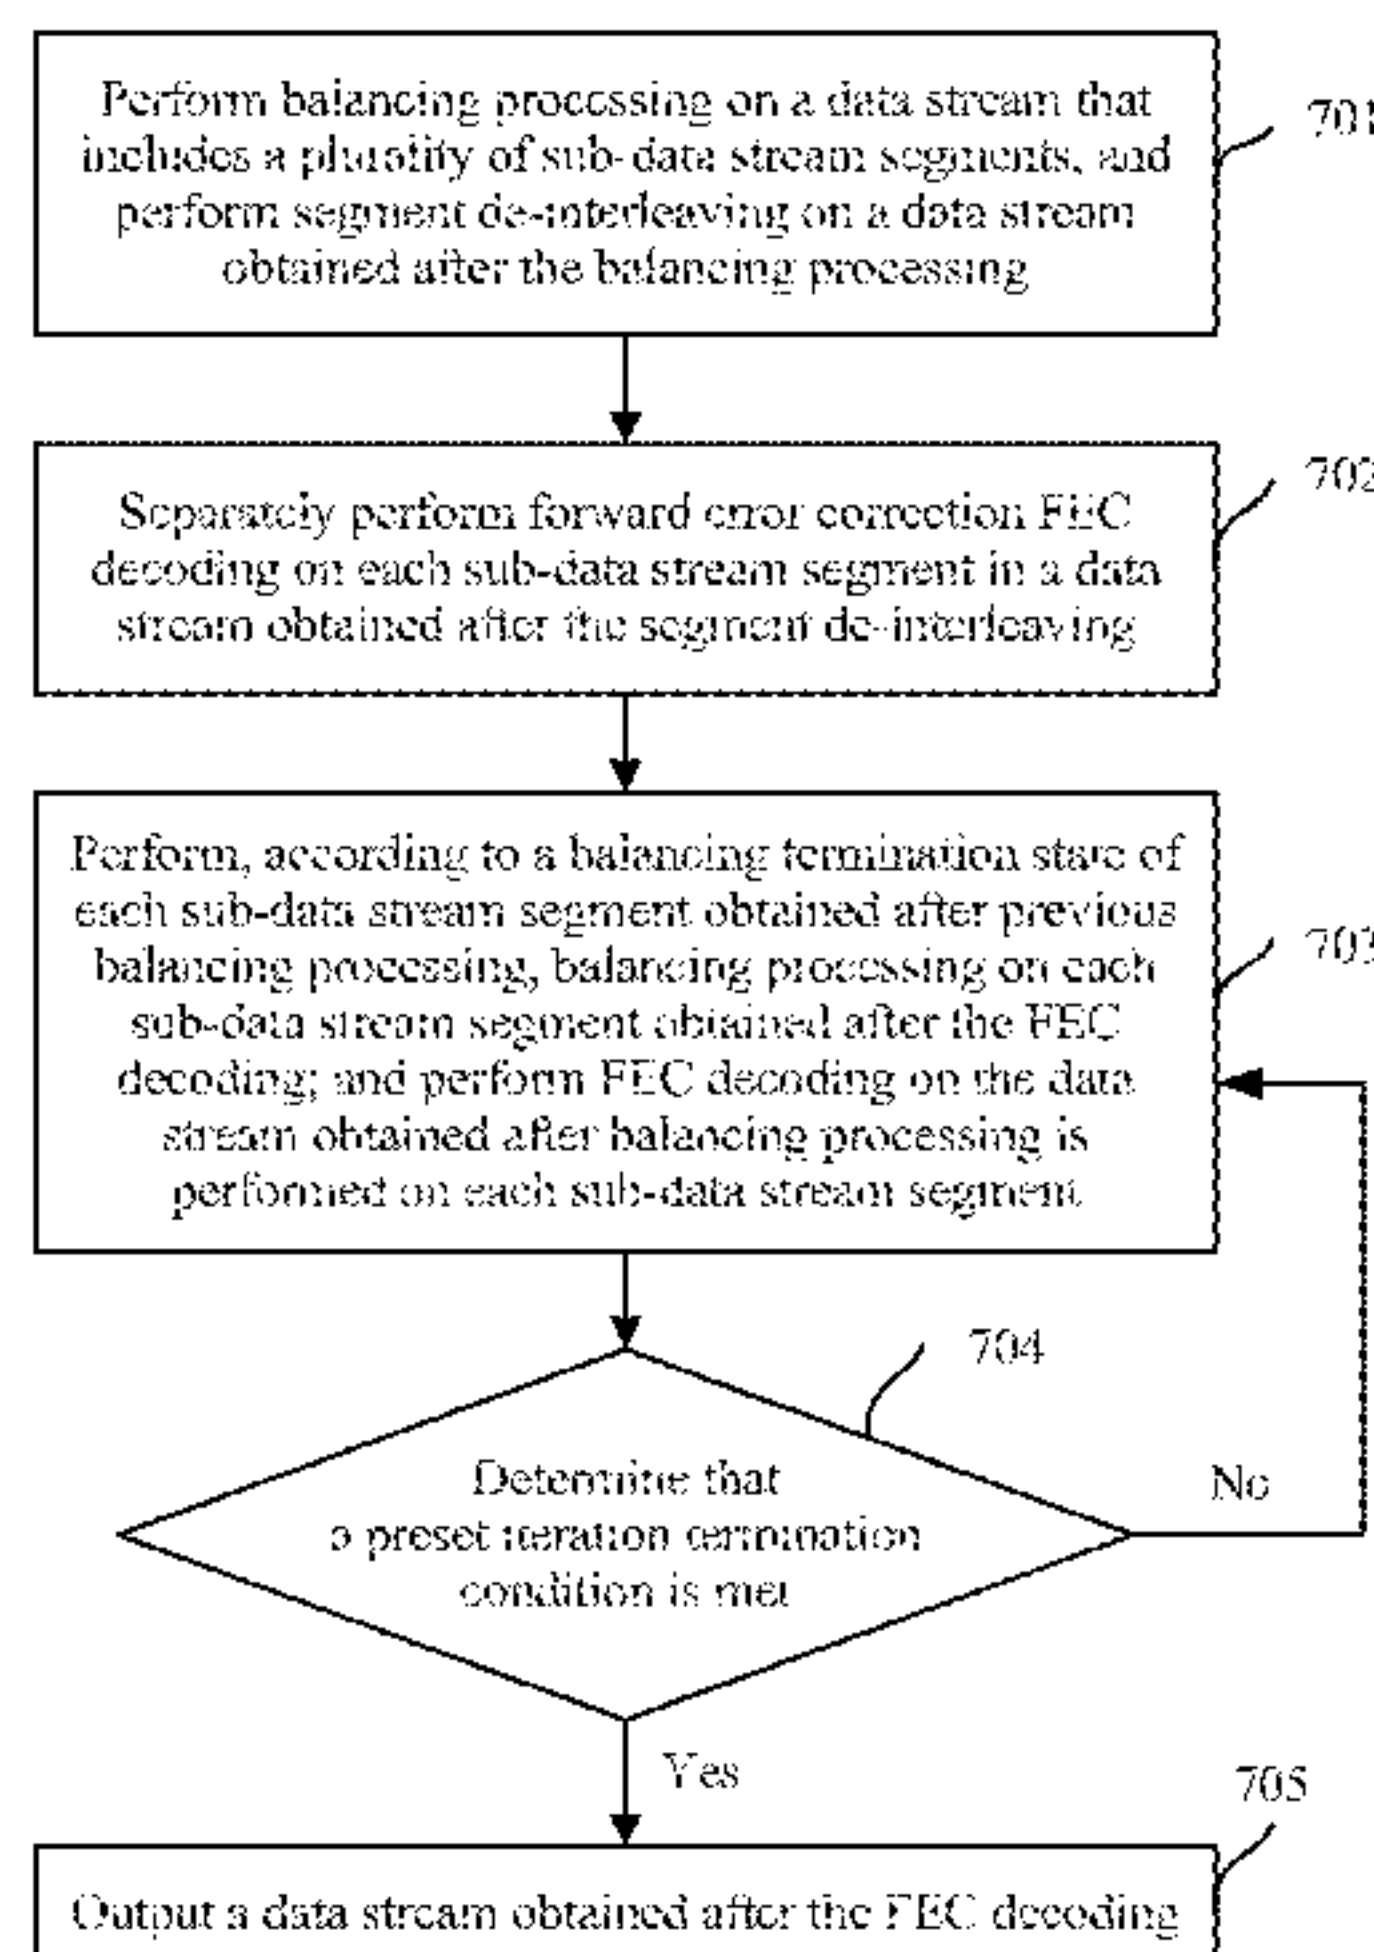 Perform balancing processing on a data stream that
includes a plurality of sub-data stream segments, and
perform segment de-interleaving on a data stream
obtained after the balancing processing
701
Separately perform forward error correction FEC
decoding on each sub-data stream segment in a data
stream obtained after the segment de-interleaving
702
Perform, according to a balancing termination state of
each sub-data stream segment obtained after previous
balancing processing, balancing processing on each
sub-data stream segment obtained after the FEC
decoding; and perform FEC decoding on the data
stream obtained after balancing processing is
performed on each sub-data stream segment
703
704
Determine that
a preset iteration termination
condition is met
No
Yes
705
Output a data stream obtained after the FEC decoding